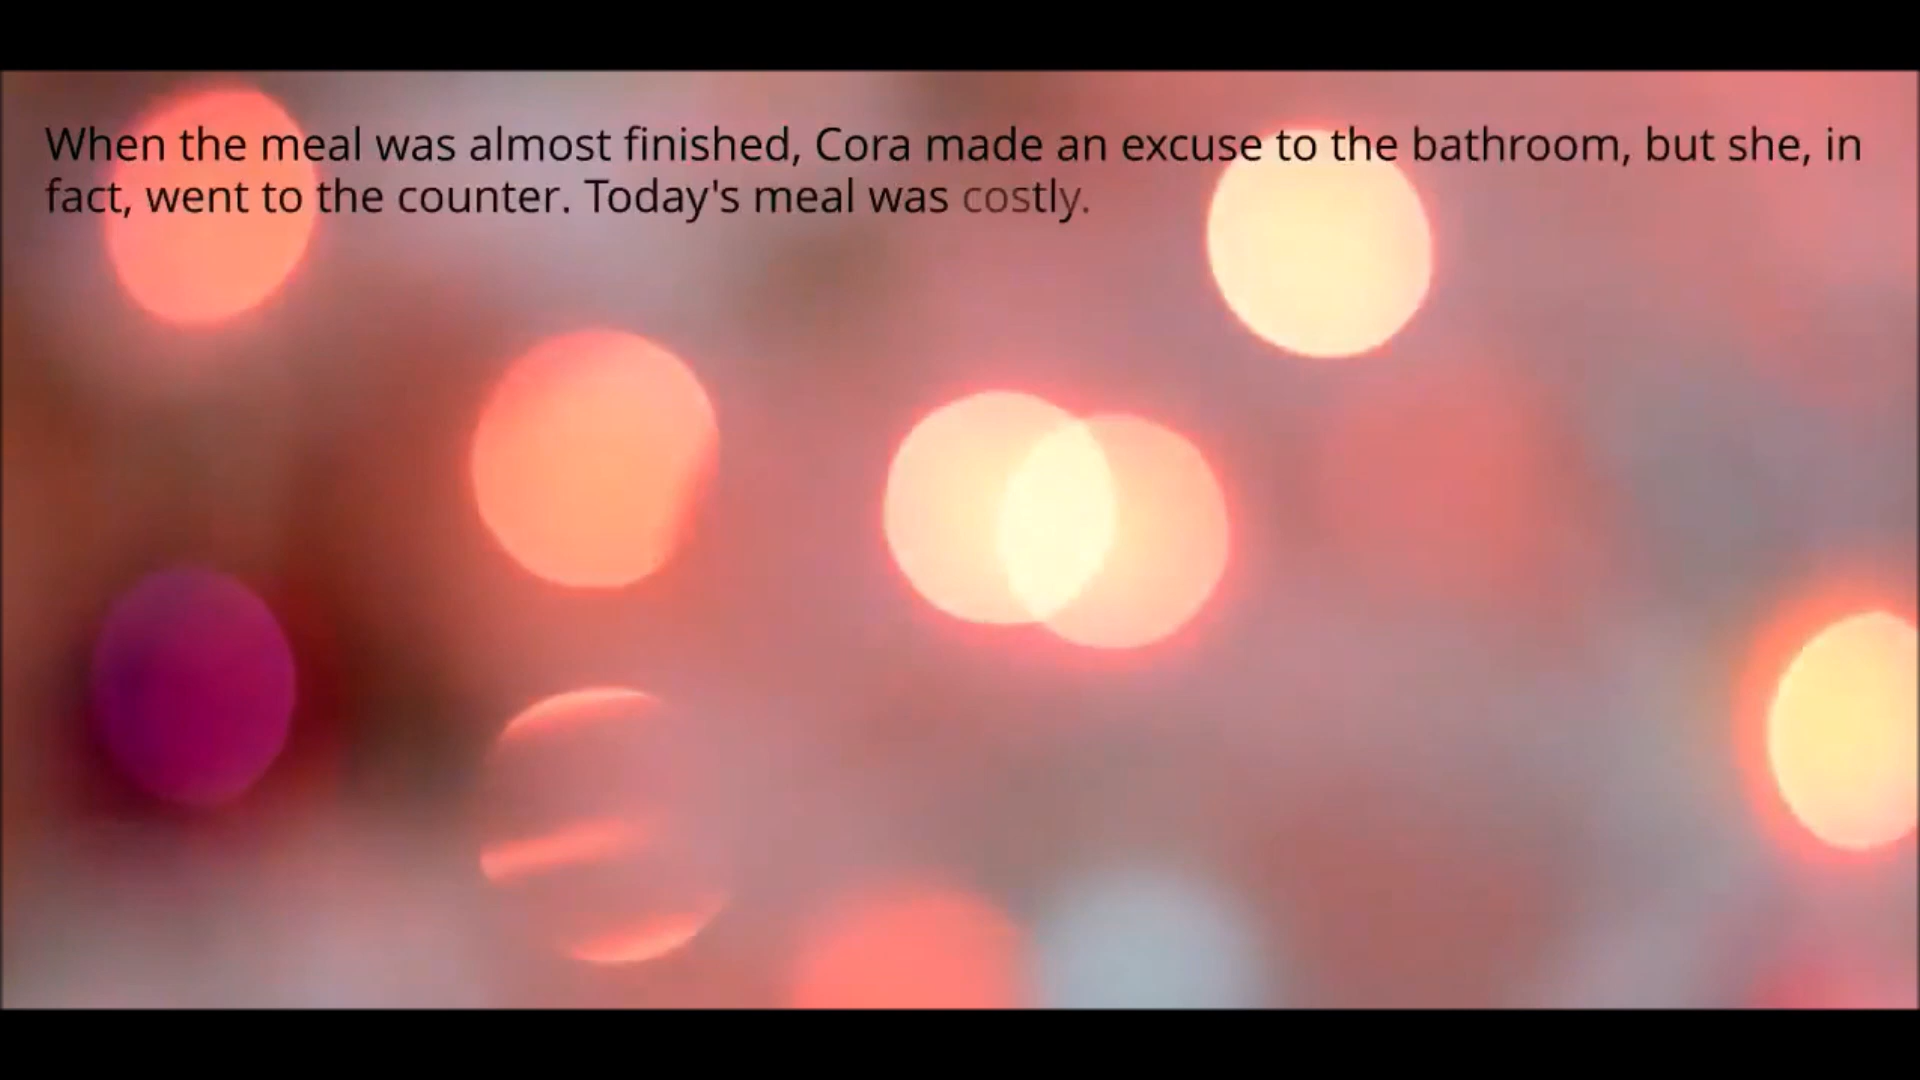 When the meal was almost finished, Cora made an excuse to the bathroom, but she, in
fact, went to the counter. Today's meal was costly.